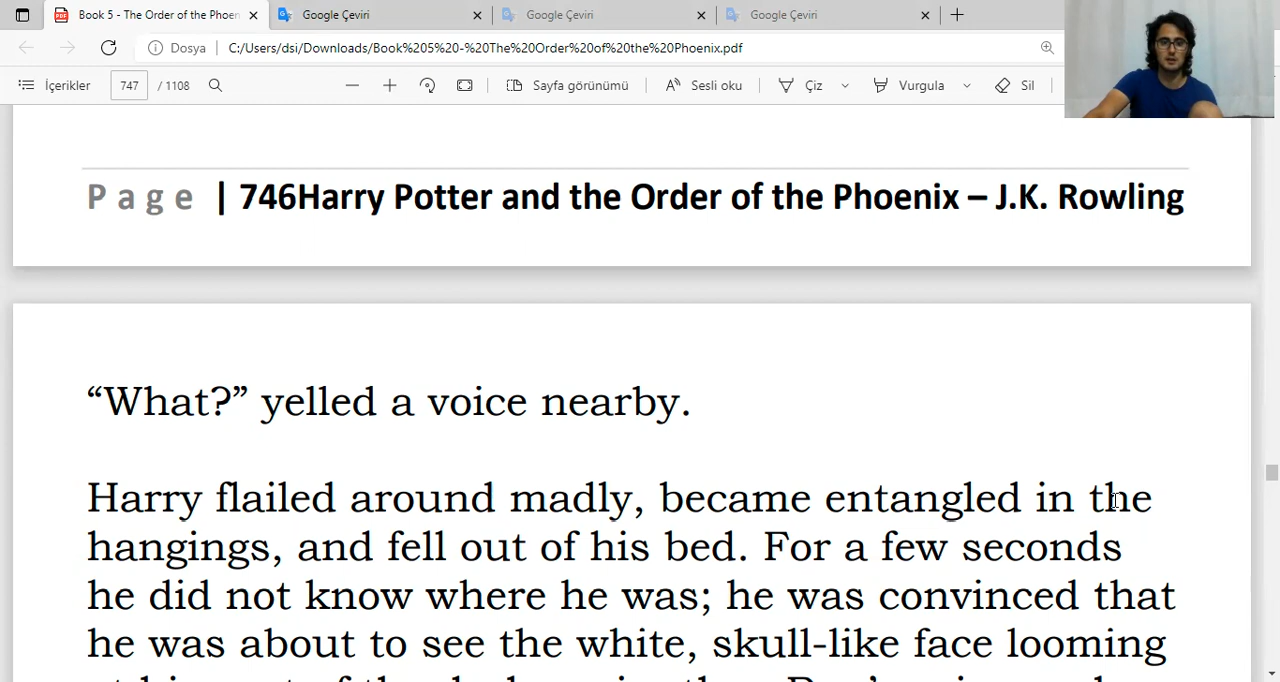 Book 5 - The Order of the Phoen
Google Çeviri
Google Çeviri
Google Çeviri
Dosya
C:/Users/dsi/Downloads/Book%205%20-%20The%20Order%20of%20the%20Phoenix.pdf
İçerikler
747
/ 1108
Sayfa görünümü
Sesli oku
Çiz
Vurgula
Sil
Page | 746Harry Potter and the Order of the Phoenix – J.K. Rowling
“What?” yelled a voice nearby.
Harry flailed around madly, became entangled in the
hangings, and fell out of his bed. For a few seconds
he did not know where he was; he was convinced that
he was about to see the white, skull-like face looming